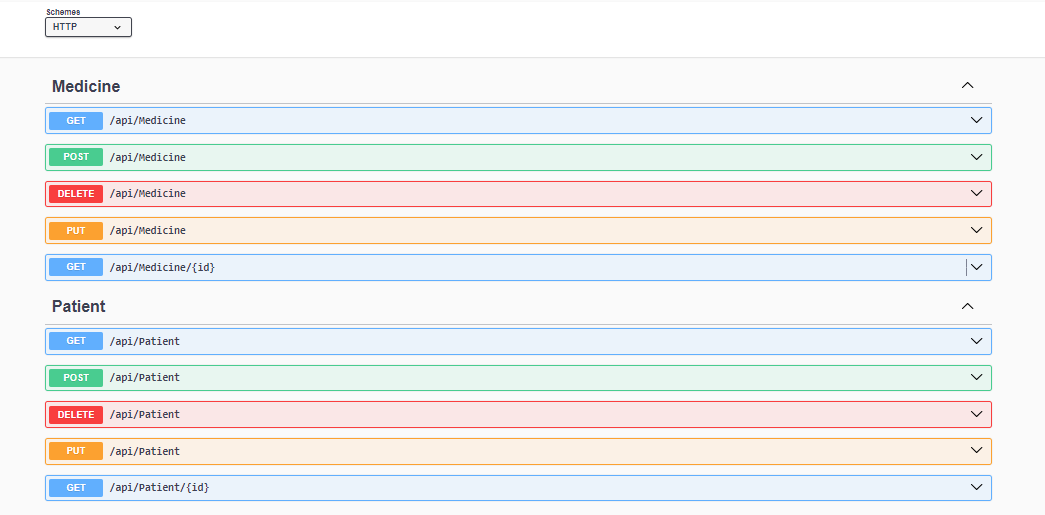 Schemes
HTTP
Medicine
GET /api/Medicine
POST /api/Medicine
DELETE /api/Medicine
PUT /api/Medicine
GET /api/Medicine/{id}
Patient
GET /api/Patient
POST /api/Patient
DELETE /api/Patient
PUT /api/Patient
GET /api/Patient/{id}